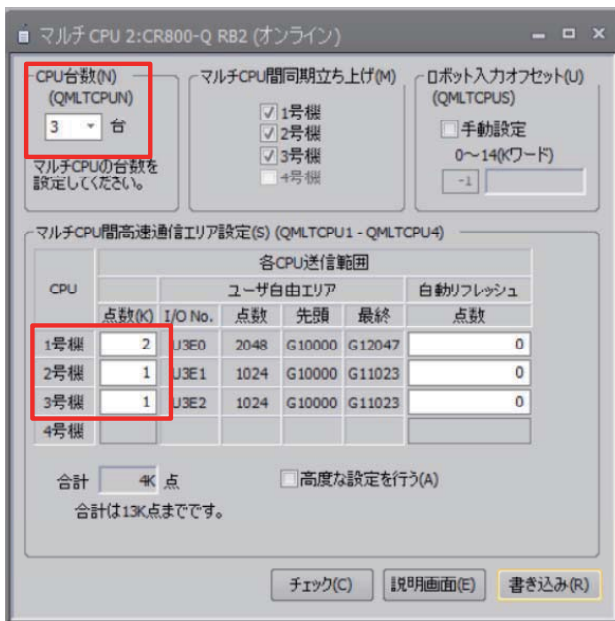 マルチ CPU 2:CR800-Q RB2 (オンライン)
CPU台数(N)
(QMLTCPUN)
3 台
マルチCPUの台数を
設定してください。
マルチCPU間同期立ち上げ(M)
1号機
2号機
3号機
4号機
ロボット入力オフセット(U)
(QMLTCPUS)
手動設定
0～14(Kワード)
-1
マルチCPU間高速通信エリア設定(S) (QMLTCPU1 - QMLTCPU4)
各CPU送信範囲
CPU ユーザ自由エリア 自動リフレッシュ
点数(K) I/O No. 点数 先頭 最終 点数
1号機 2 U3E0 2048 G10000 G12047 0
2号機 1 U3E1 1024 G10000 G11023 0
3号機 1 U3E2 1024 G10000 G11023 0
4号機
合計 4K 点 高度な設定を行う(A)
合計は13K点までです。
チェック(C) 説明画面(E) 書き込み(R)